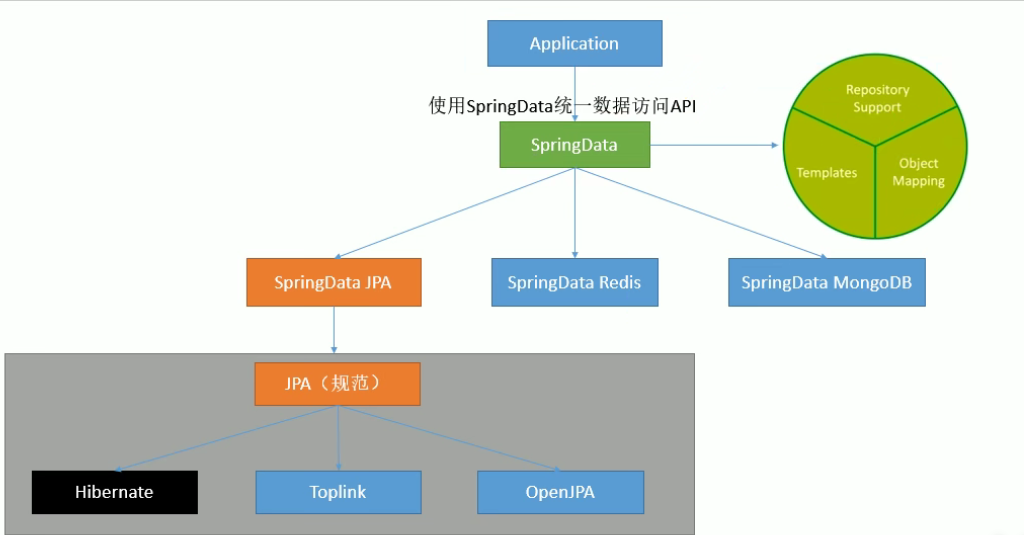 Application
使用SpringData统一数据访问API
SpringData
Repository
Support
Templates
Object
Mapping
SpringData JPA
SpringData Redis
SpringData MongoDB
JPA（规范）
Hibernate
Toplink
OpenJPA